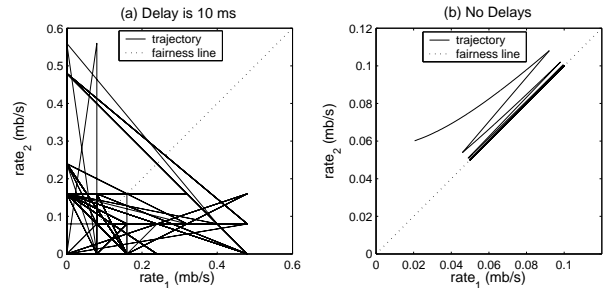 (a) Delay is 10 ms
trajectory
fairness line
0.6
0.5
0.4
0.3
0.2
0.1
0
rate2 (mb/s)
0 0.2 0.4 0.6
rate1 (mb/s)
(b) No Delays
trajectory
fairness line
0.12
0.1
0.08
0.06
0.04
0.02
0
rate2 (mb/s)
0 0.02 0.04 0.06 0.08 0.1 0.12
rate1 (mb/s)